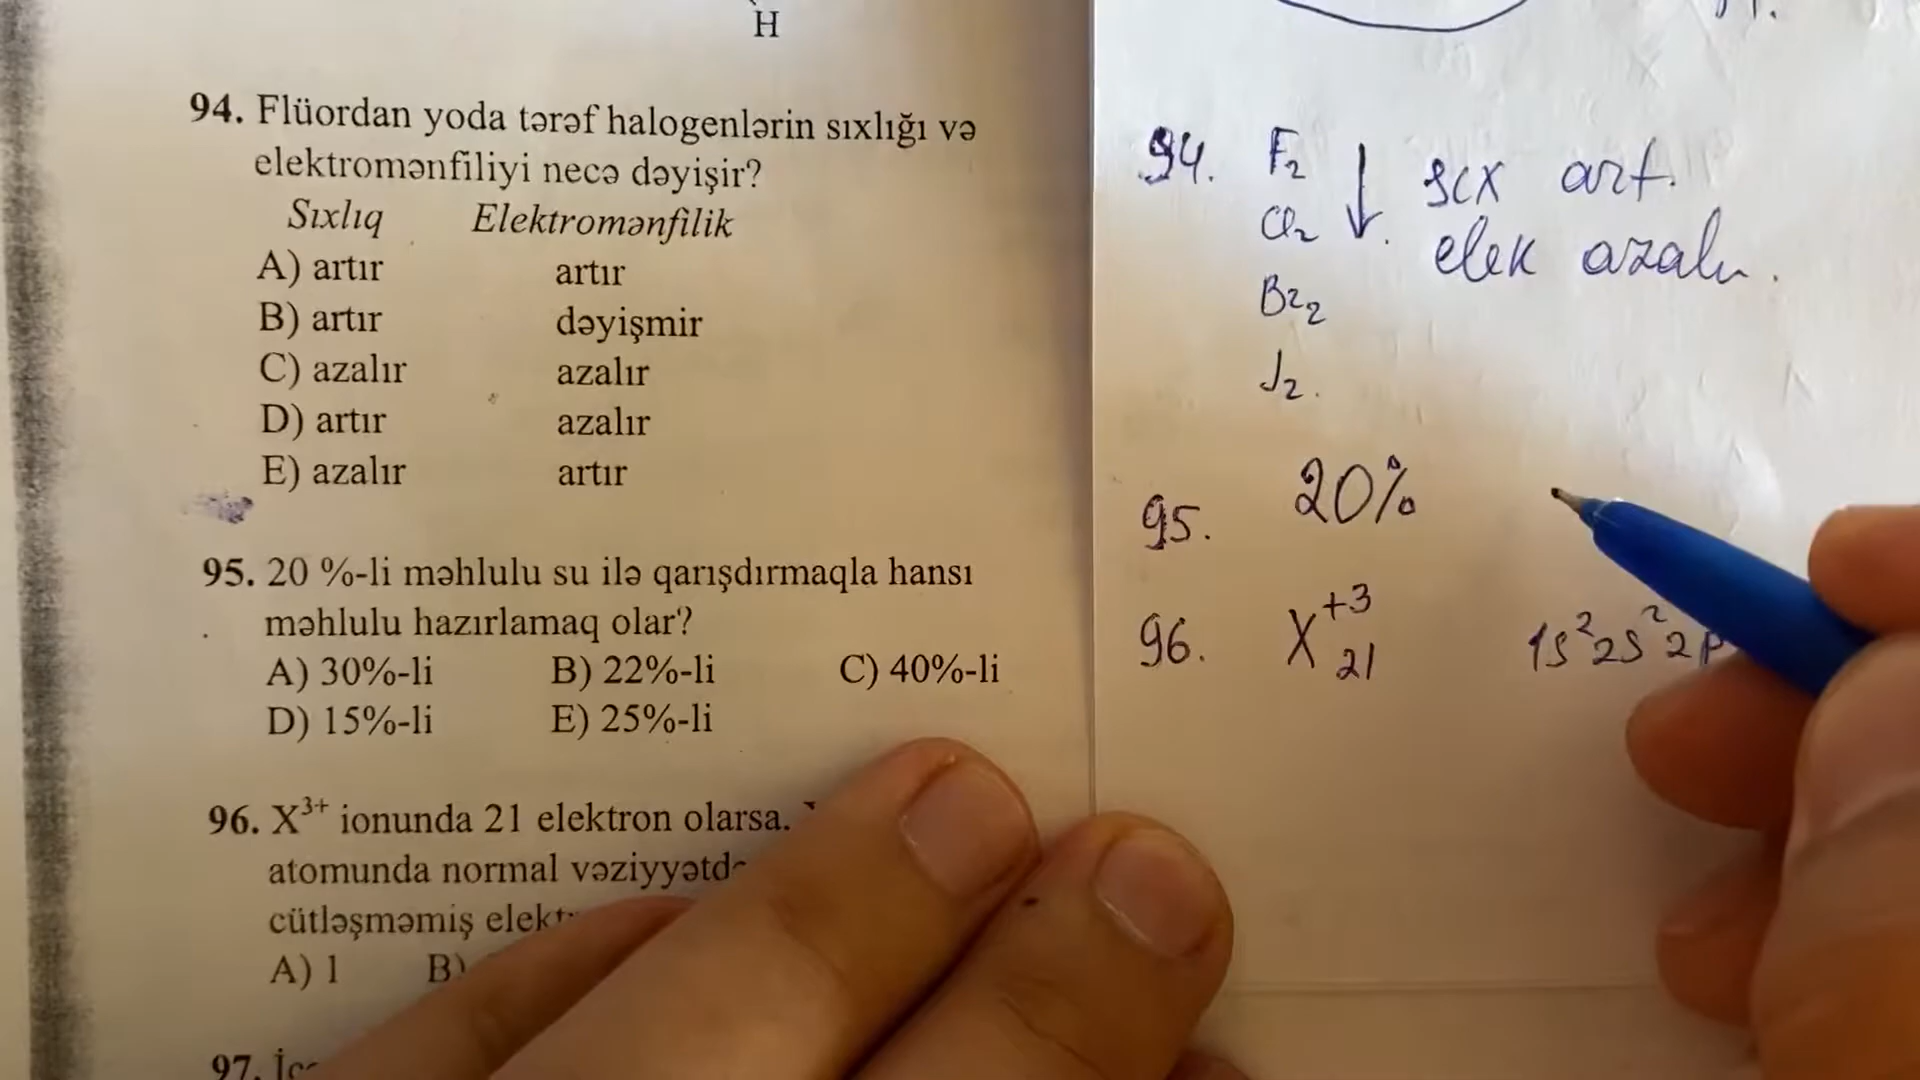 H
94. Flüordan yoda tərəf halogenlərin sıxlığı və
elektromənfiliyi necə dəyişir?
Sıxlıq Elektromənfilik
A) artır artır
B) artır dəyişmir
C) azalır azalır
D) artır azalır
E) azalır artır
95. 20 %-li məhlulu su ilə qarışdırmaqla hansı
məhlulu hazırlamaq olar?
A) 30%-li B) 22%-li C) 40%-li
D) 15%-li E) 25%-li
96. X³⁺ ionunda 21 elektron olarsa.
atomunda normal
cütləşməmiş
A) 1 B)
97.
94. F₂ sıx art.
Cl₂ elek azalır.
Br₂
J₂.
95. 20%
96. X⁺³ ₂₁ 1s² 2s² 2p